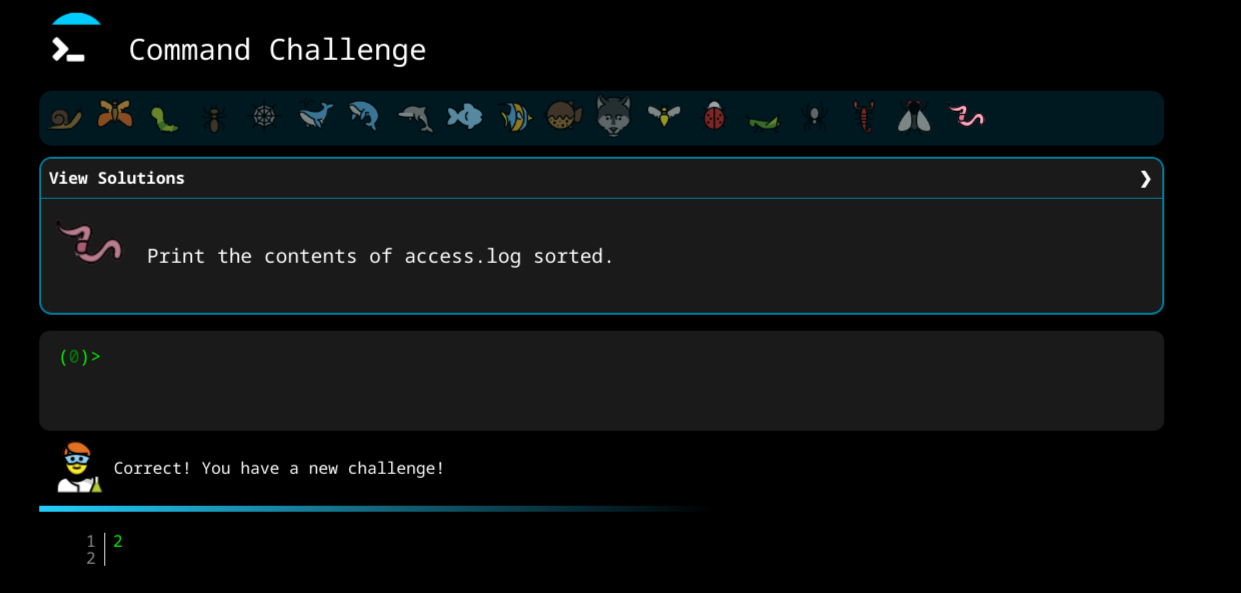 Command Challenge
View Solutions
Print the contents of access.log sorted.
(0)>
Correct! You have a new challenge!
1 2
2